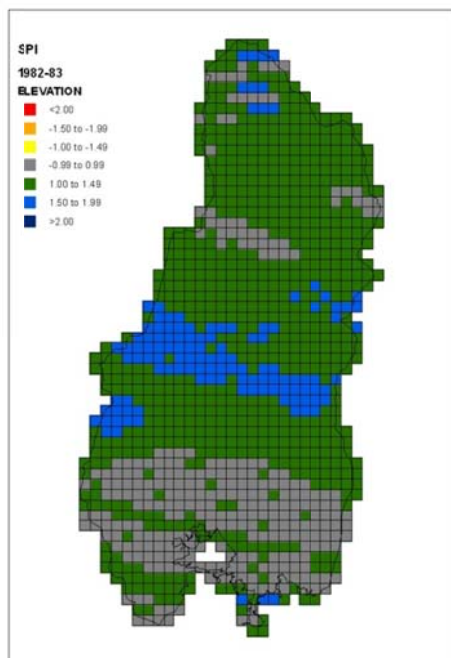 SPI
1982-83
ELEVATION
<2.00
-1.50 to -1.99
-1.00 to -1.49
-0.99 to 0.99
1.00 to 1.49
1.50 to 1.99
>2.00